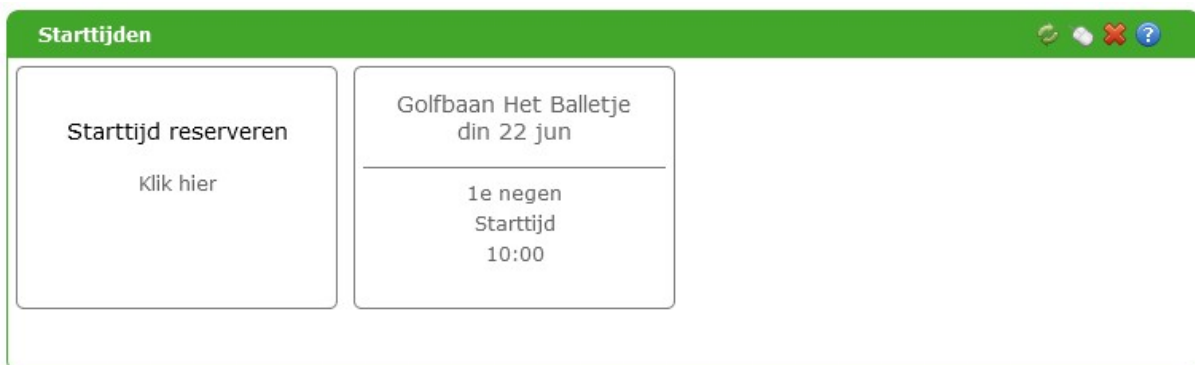 Starttijden
Starttijd reserveren
Klik hier
Golfbaan Het Balletje
din 22 jun
1e negen
Starttijd
10:00